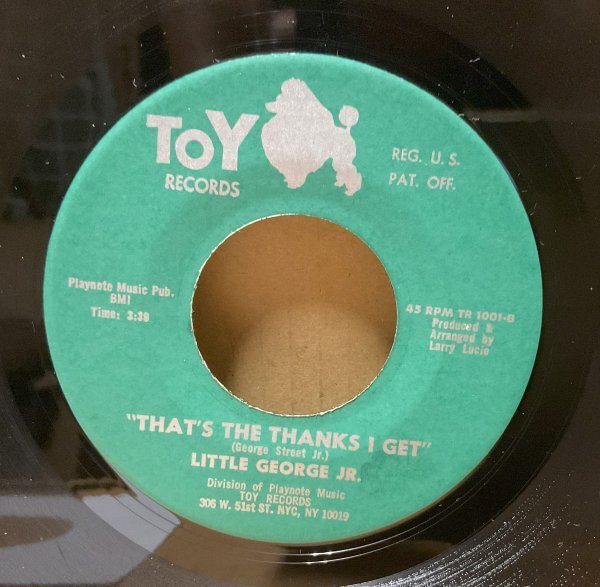 ToY
RECORDS
REG. U. S.
PAT. OFF.
Playnote Music Pub.
BMI
Time: 3:39
45 RPM TR 1001-B
Produced &
Arranged by
Larry Lucie
"THAT'S THE THANKS I GET"
(George Street Jr.)
LITTLE GEORGE JR.
Division of Playnote Music
TOY RECORDS
306 W. 51st ST. NYC, NY 10019